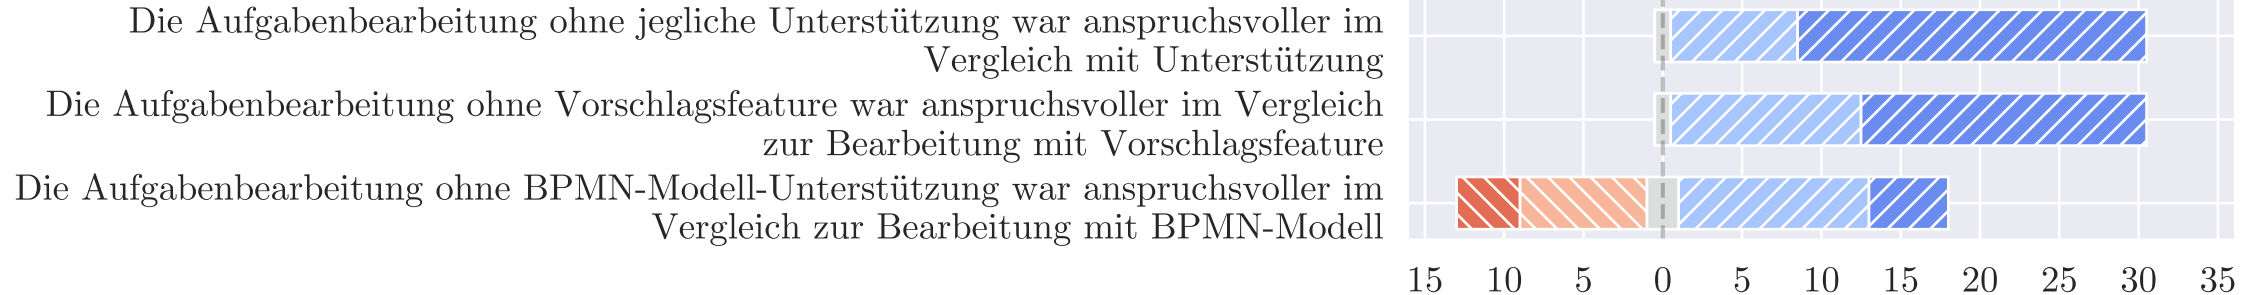 Die Aufgabenbearbeitung ohne jegliche Unterstützung war anspruchsvoller im
Vergleich mit Unterstützung
Die Aufgabenbearbeitung ohne Vorschlagsfeature war anspruchsvoller im Vergleich
zur Bearbeitung mit Vorschlagsfeature
Die Aufgabenbearbeitung ohne BPMN-Modell-Unterstützung war anspruchsvoller im
Vergleich zur Bearbeitung mit BPMN-Modell
15 10 5 0 5 10 15 20 25 30 35